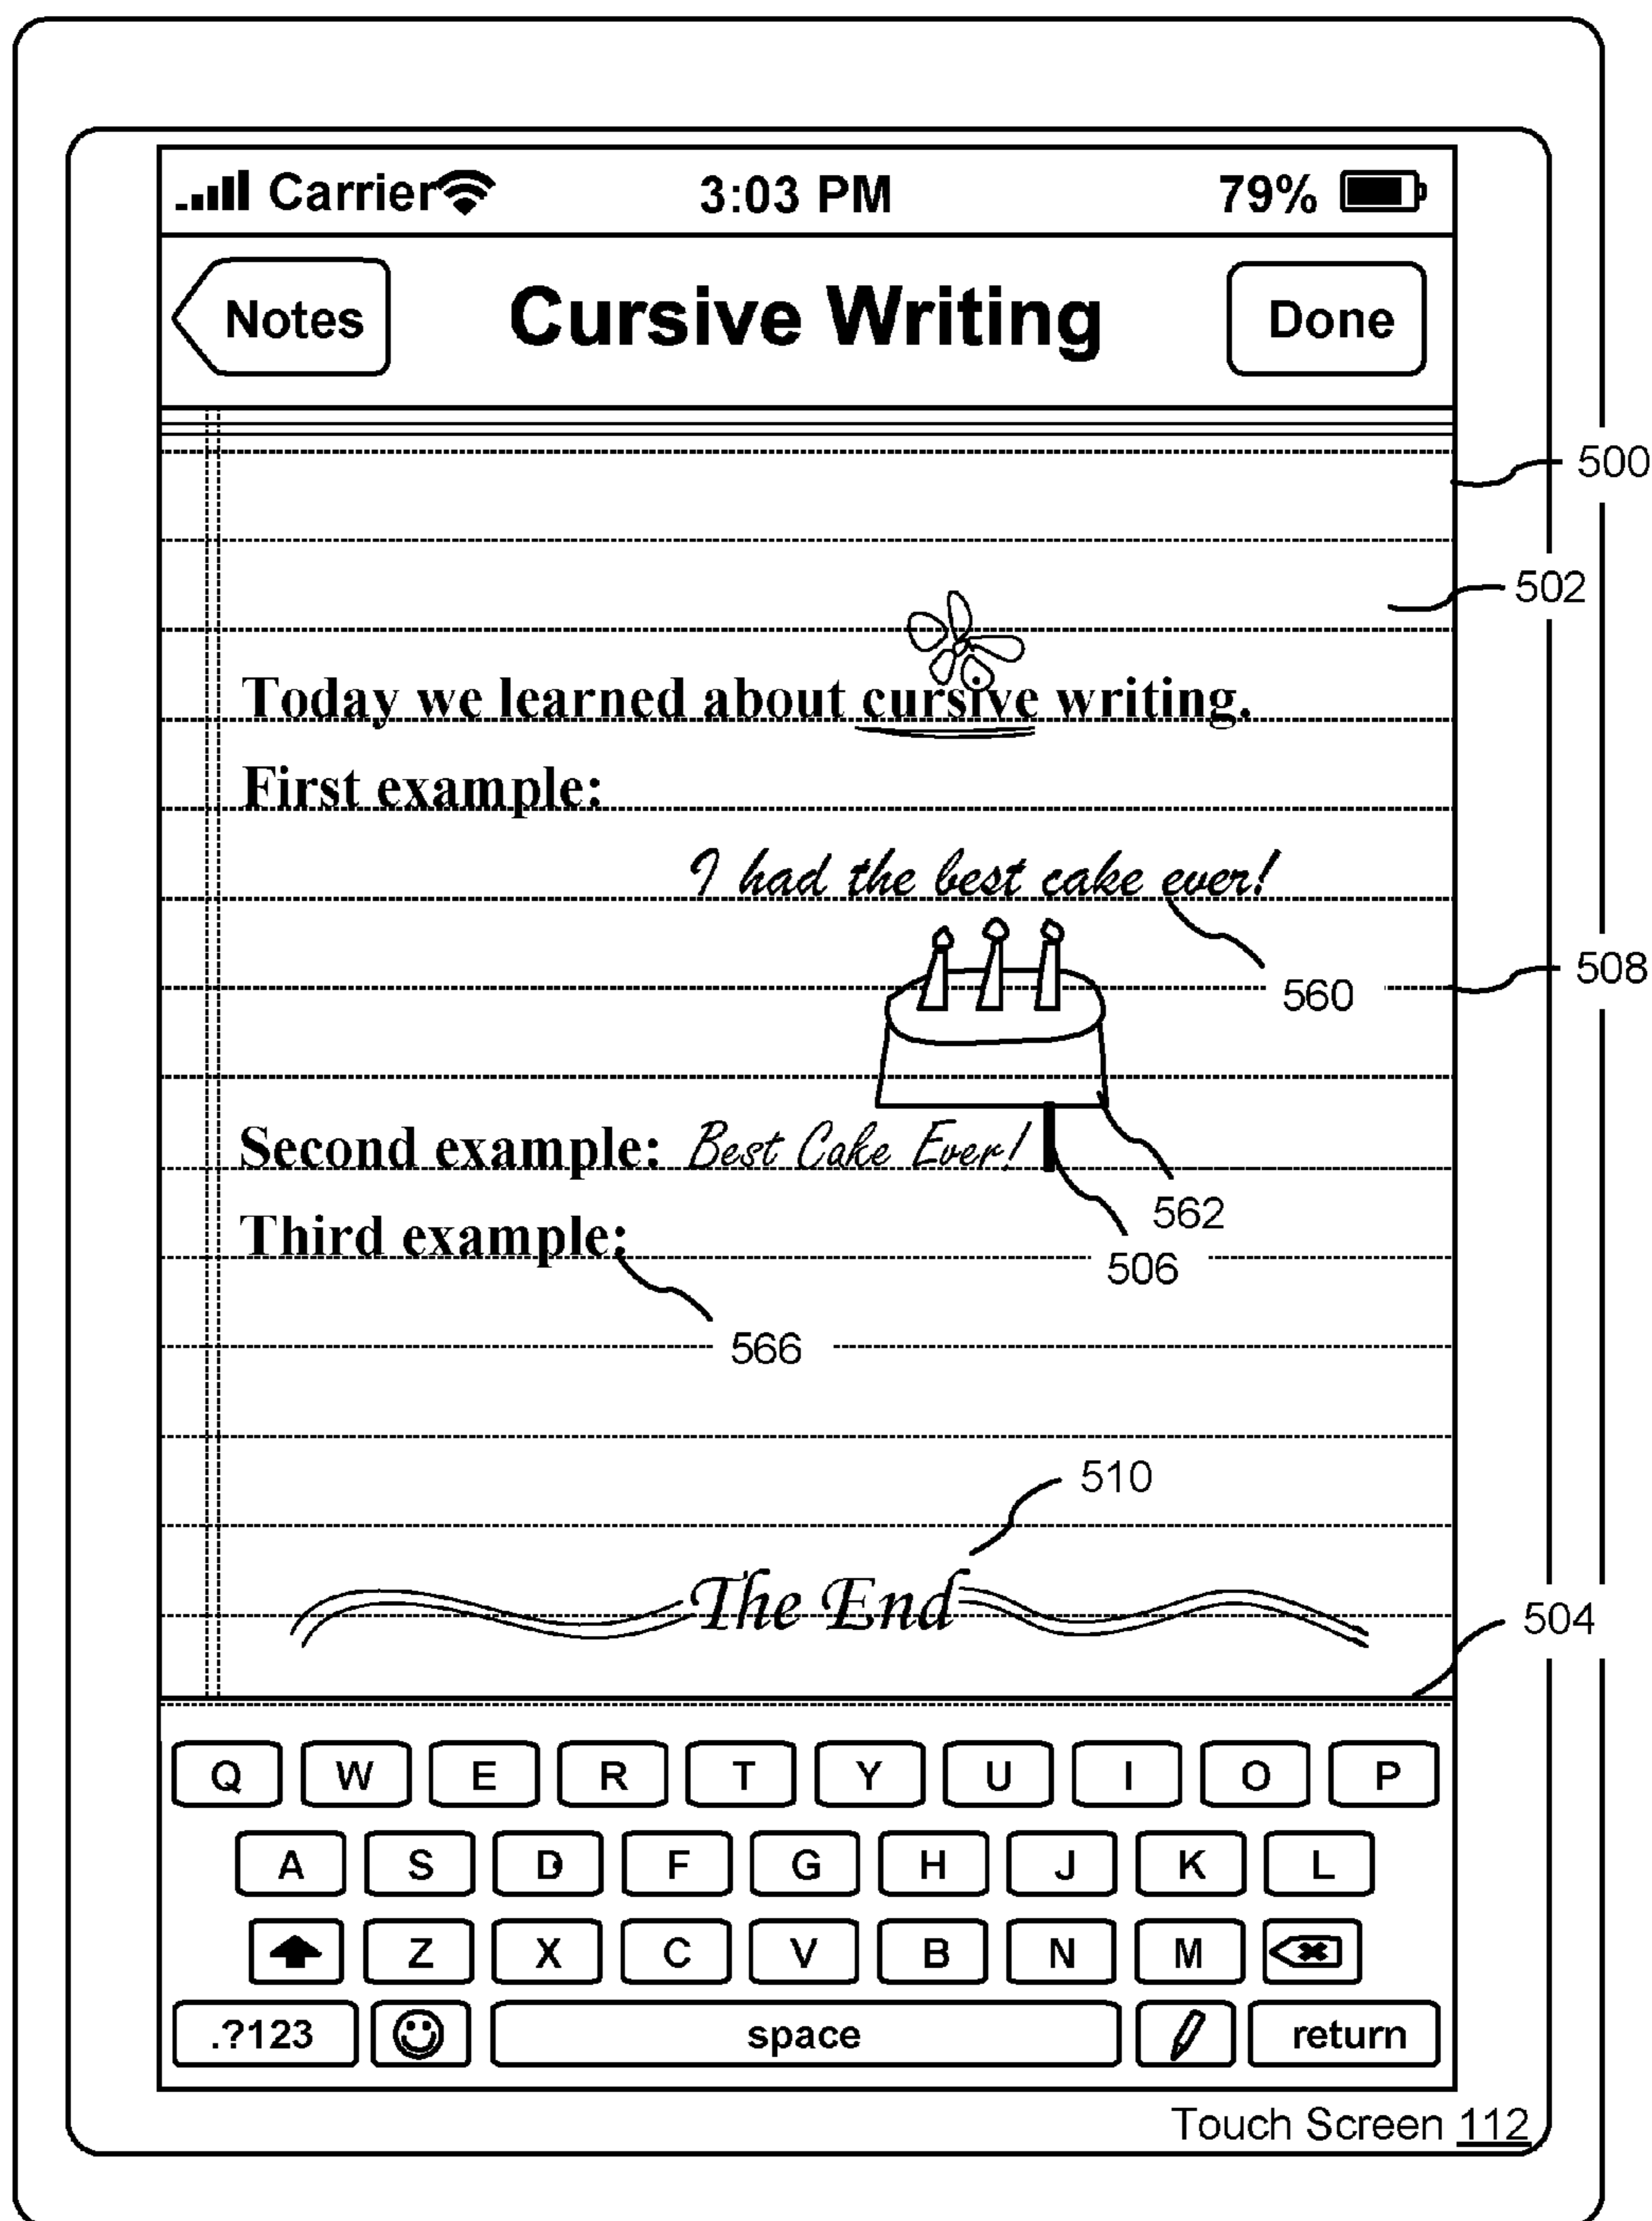 Carrier 3:03 PM 79%
Notes Cursive Writing Done
500
502
Today we learned about cursive writing.
First example:
I had the best cake ever!
508
560
Second example: Best Cake Ever!
562
Third example:
506
566
510
The End
504
Q W E R T Y U I O P
A S D F G H J K L
Z X C V B N M
.?123 space return
Touch Screen 112